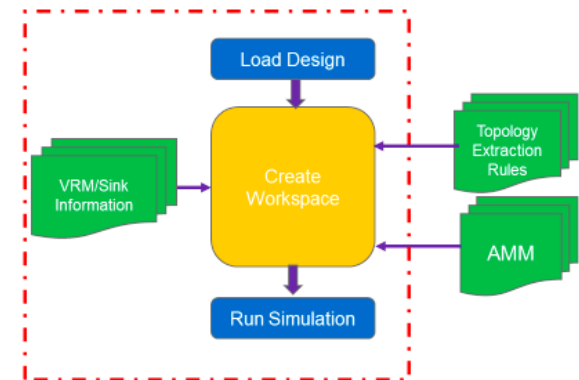 Load Design
Topology
Extraction
Rules
VRM/Sink
Information
Create
Workspace
AMM
Run Simulation